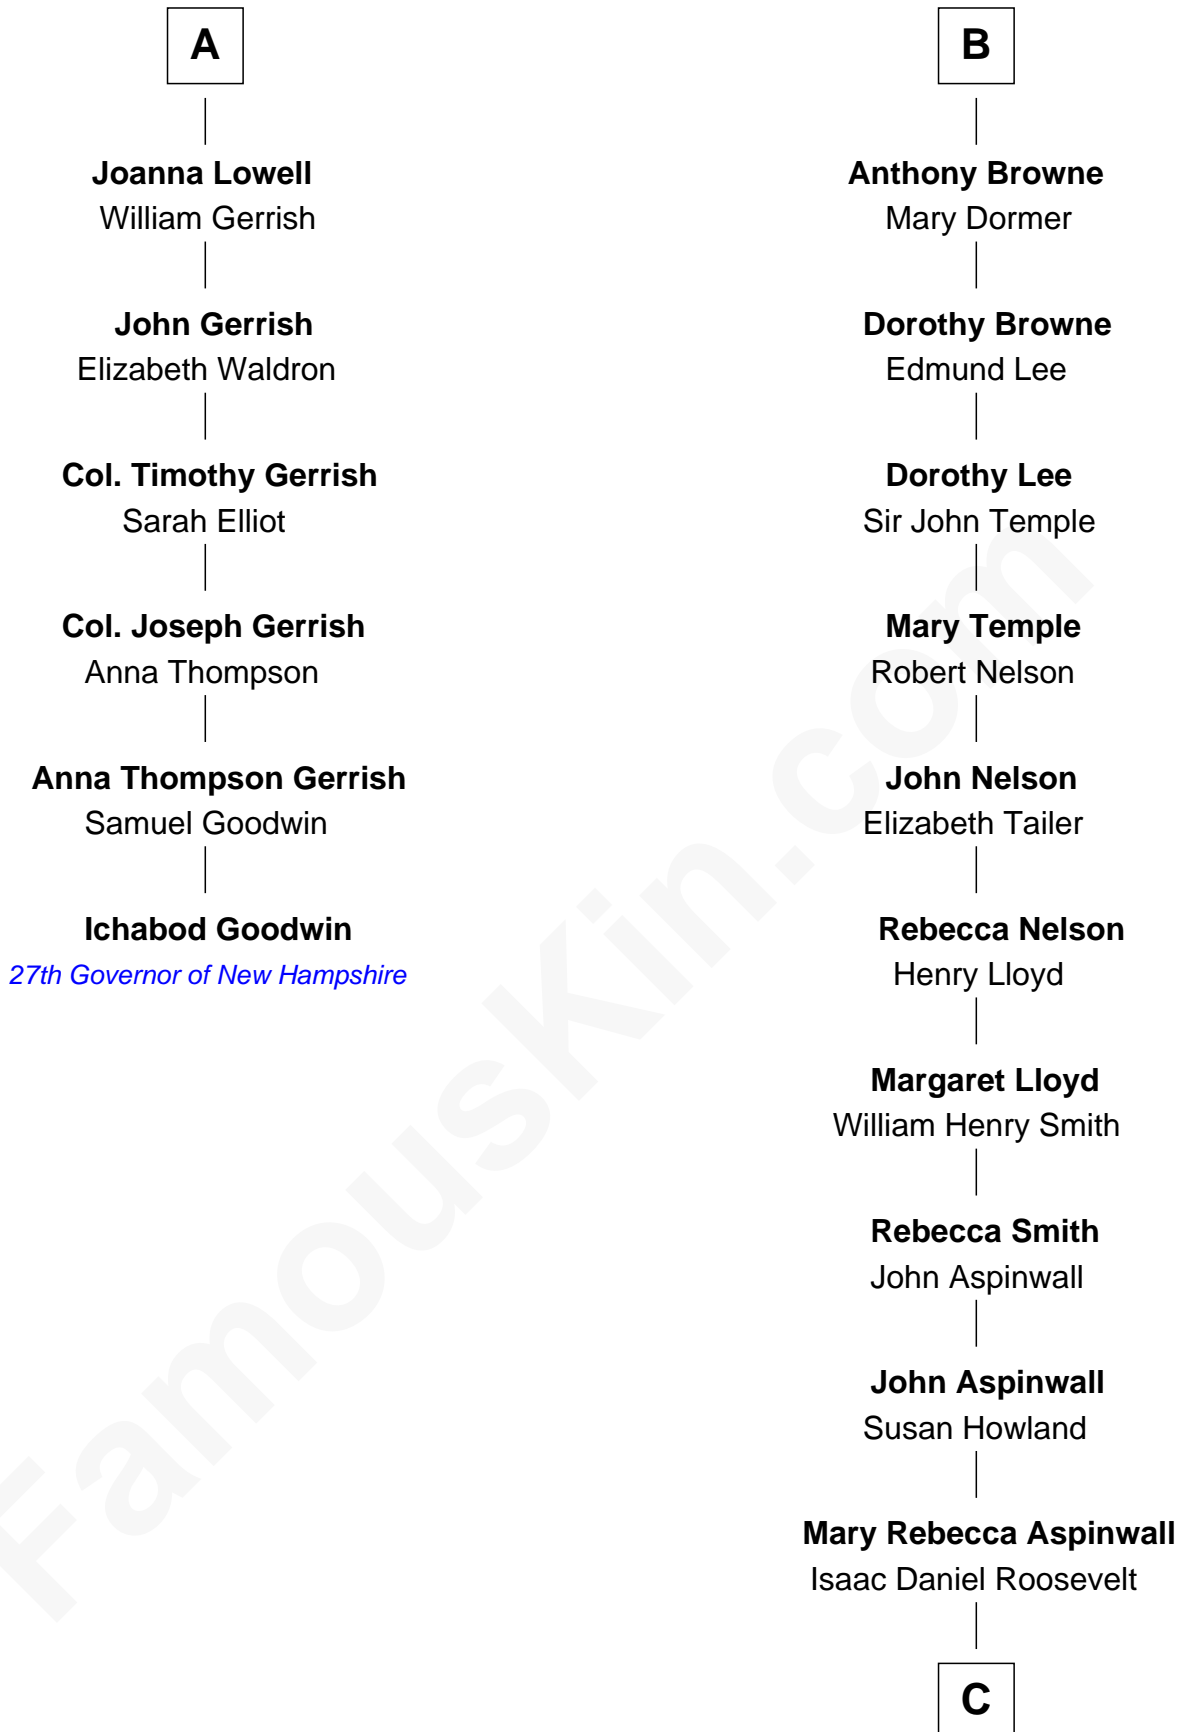 A
Joanna Lowell
William Gerrish
John Gerrish
Elizabeth Waldron
Col. Timothy Gerrish
Sarah Elliot
Col. Joseph Gerrish
Anna Thompson
Anna Thompson Gerrish
Samuel Goodwin
Ichabod Goodwin
27th Governor of New Hampshire
B
Anthony Browne
Mary Dormer
Dorothy Browne
Edmund Lee
Dorothy Lee
Sir John Temple
Mary Temple
Robert Nelson
John Nelson
Elizabeth Tailer
Rebecca Nelson
Henry Lloyd
Margaret Lloyd
William Henry Smith
Rebecca Smith
John Aspinwall
John Aspinwall
Susan Howland
Mary Rebecca Aspinwall
Isaac Daniel Roosevelt
C
FamousKin.com